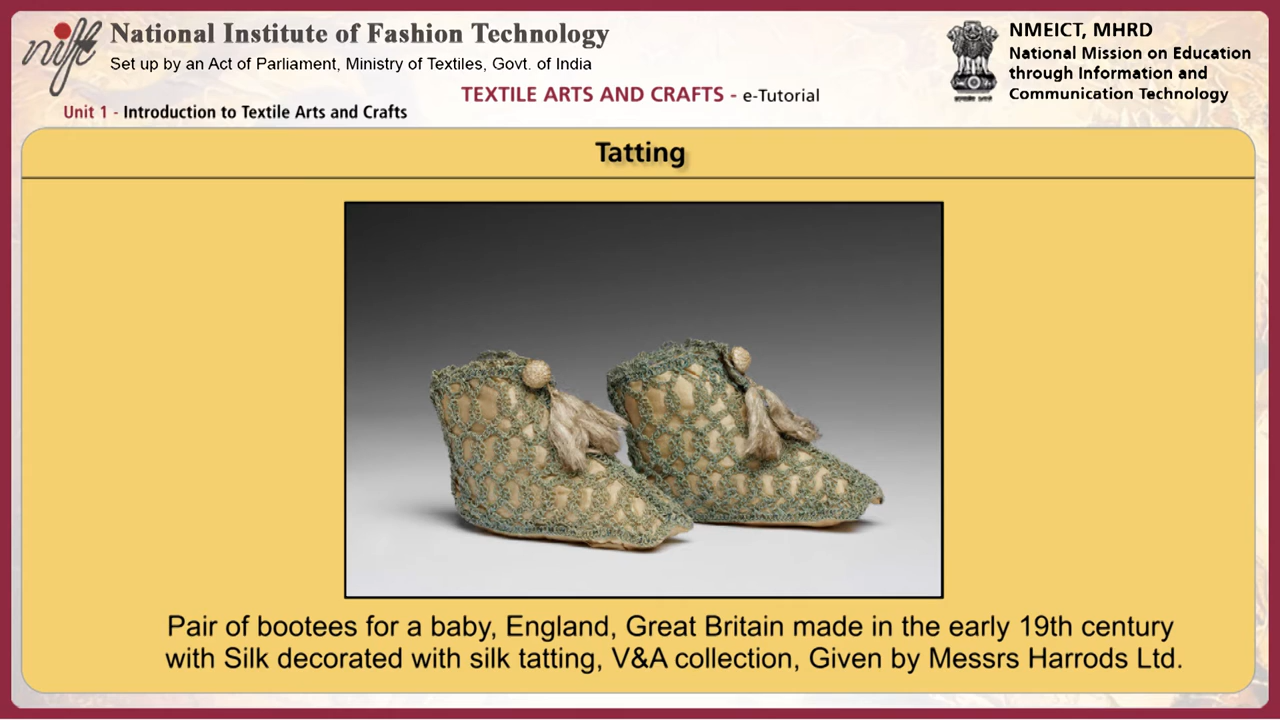 nift
National Institute of Fashion Technology
Set up by an Act of Parliament, Ministry of Textiles, Govt. of India
NMEICT, MHRD
National Mission on Education
through Information and
Communication Technology
TEXTILE ARTS AND CRAFTS - e-Tutorial
Unit 1 - Introduction to Textile Arts and Crafts
Tatting
Pair of bootees for a baby, England, Great Britain made in the early 19th century
with Silk decorated with silk tatting, V&A collection, Given by Messrs Harrods Ltd.